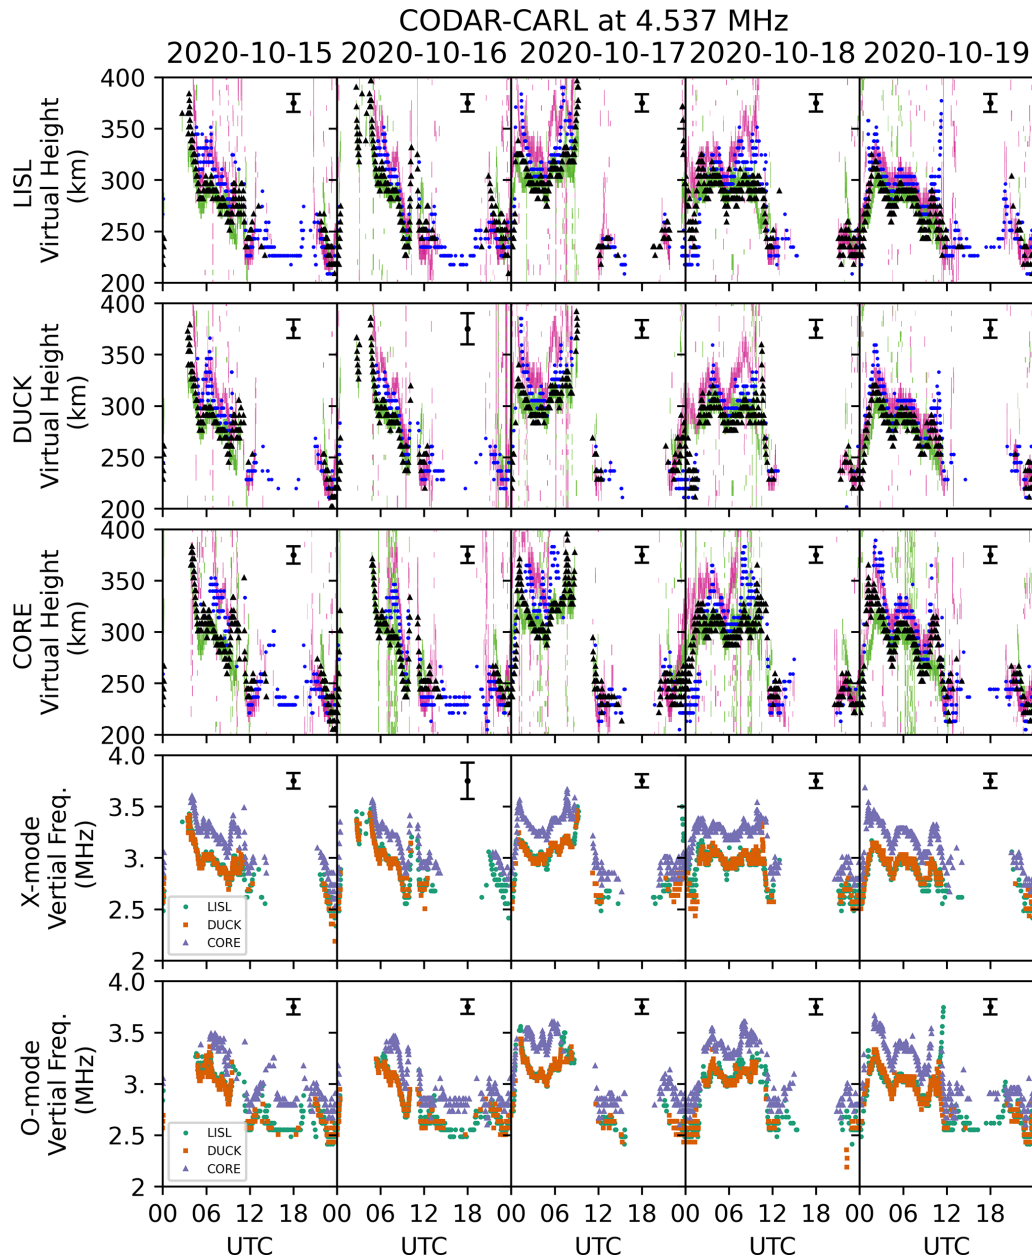 CODAR-CARL at 4.537 MHz
2020-10-15 2020-10-16 2020-10-17 2020-10-18 2020-10-19
LISL
Virtual Height
(km)
400
350
300
250
200
DUCK
Virtual Height
(km)
400
350
300
250
200
CORE
Virtual Height
(km)
400
350
300
250
200
X-mode
Vertial Freq.
(MHz)
4.0
3.5
3.
2.5
2
LISL
DUCK
CORE
O-mode
Vertial Freq.
(MHz)
4.0
3.5
3.
2.5
2
LISL
DUCK
CORE
00 06 12 18 00 06 12 18 00 06 12 18 00 06 12 18 00 06 12 18
UTC UTC UTC UTC UTC